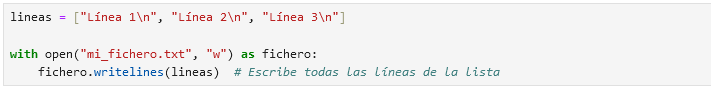 lineas = ["Línea 1\n", "Línea 2\n", "Línea 3\n"]

with open("mi_fichero.txt", "w") as fichero:
    fichero.writelines(lineas)  # Escribe todas las líneas de la lista